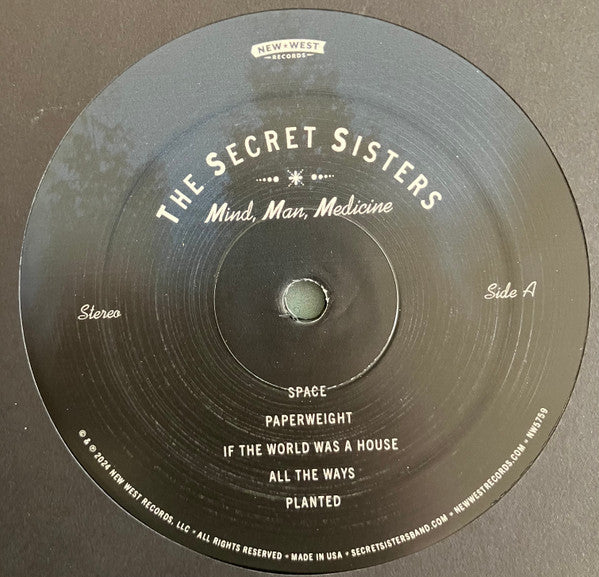 NEW★WEST
RECORDS
THE SECRET SISTERS
Mind, Man, Medicine
Stereo
Side A
SPACE
PAPERWEIGHT
IF THE WORLD WAS A HOUSE
ALL THE WAYS
PLANTED
© & ℗ 2024 NEW WEST RECORDS, LLC • ALL RIGHTS RESERVED • MADE IN USA • SECRETSISTERSBAND.COM • NEWWESTRECORDS.COM • NW5759